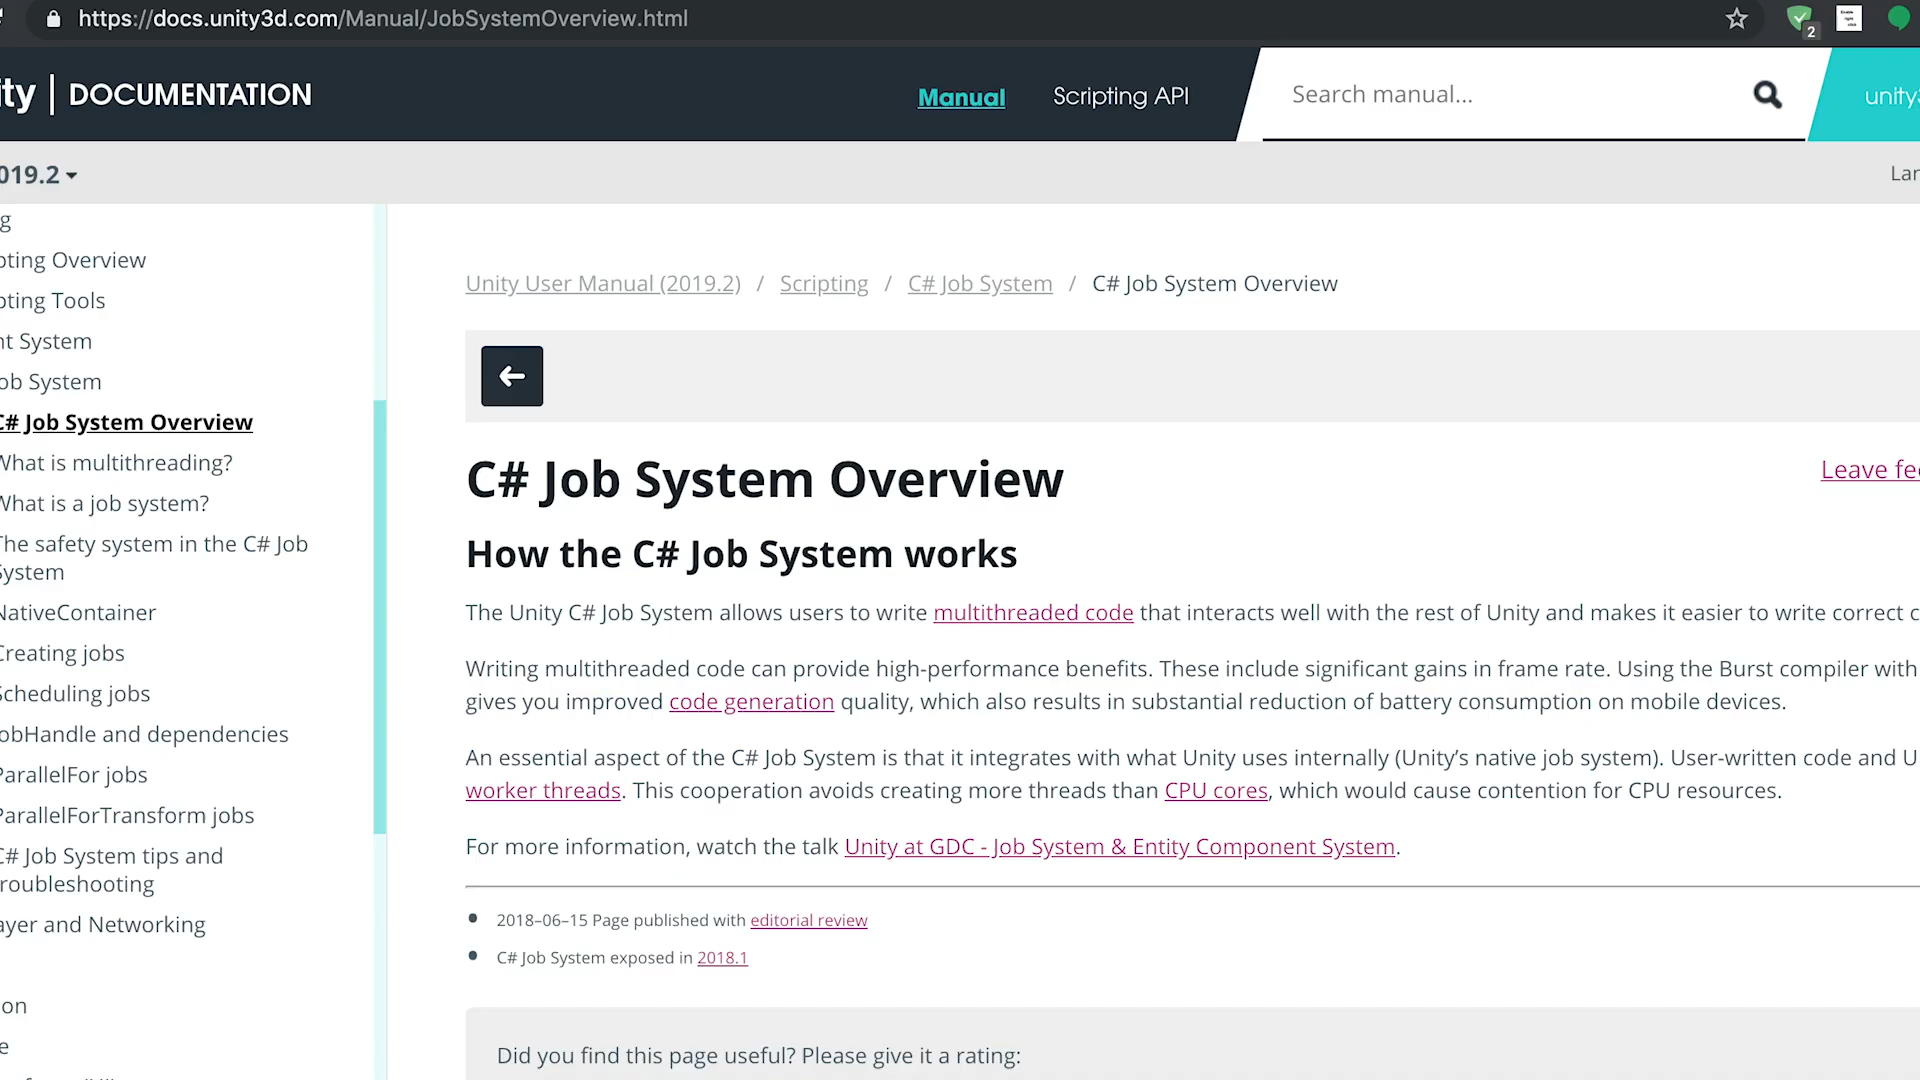 https://docs.unity3d.com/Manual/JobSystemOverview.html
2
ity | DOCUMENTATION
Manual
Scripting API
Search manual...
unity3
019.2
Lan
g
pting Overview
pting Tools
nt System
ob System
C# Job System Overview
What is multithreading?
What is a job system?
The safety system in the C# Job
System
NativeContainer
Creating jobs
Scheduling jobs
obHandle and dependencies
ParallelFor jobs
ParallelForTransform jobs
C# Job System tips and
roubleshooting
ayer and Networking
on
e
Unity User Manual (2019.2) / Scripting / C# Job System / C# Job System Overview
C# Job System Overview
Leave fee
How the C# Job System works
The Unity C# Job System allows users to write multithreaded code that interacts well with the rest of Unity and makes it easier to write correct c
Writing multithreaded code can provide high-performance benefits. These include significant gains in frame rate. Using the Burst compiler with
gives you improved code generation quality, which also results in substantial reduction of battery consumption on mobile devices.
An essential aspect of the C# Job System is that it integrates with what Unity uses internally (Unity’s native job system). User-written code and U
worker threads. This cooperation avoids creating more threads than CPU cores, which would cause contention for CPU resources.
For more information, watch the talk Unity at GDC - Job System & Entity Component System.
2018–06–15 Page published with editorial review
C# Job System exposed in 2018.1
Did you find this page useful? Please give it a rating: